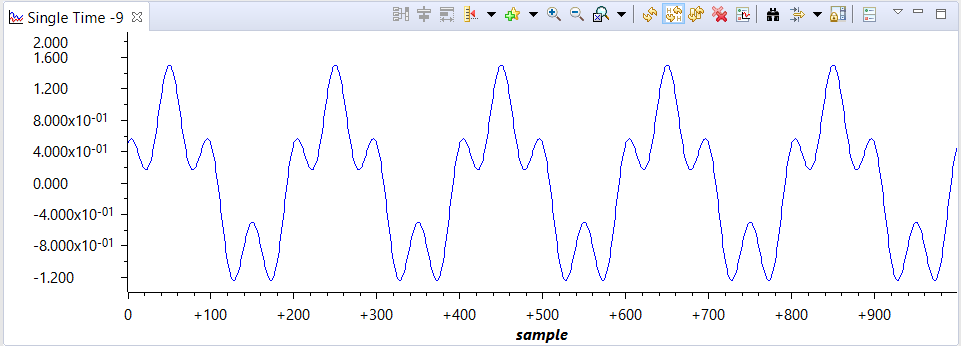 Single Time -9
2.000
1.600
1.200
8.000x10-01
4.000x10-01
0.000
-4.000x10-01
-8.000x10-01
-1.200
0 +100 +200 +300 +400 +500 +600 +700 +800 +900
sample